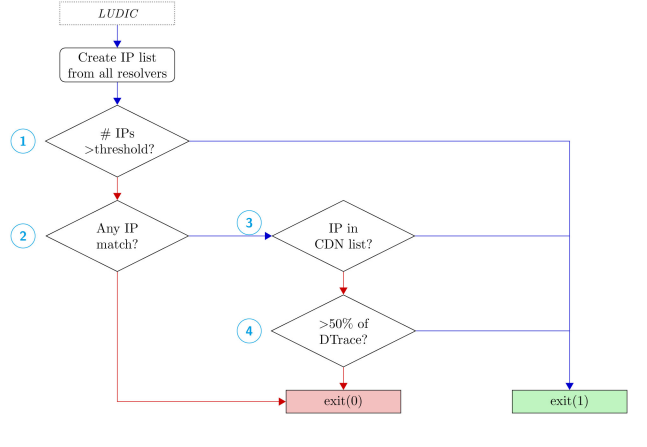 LUDIC
Create IP list
from all resolvers
1
# IPs
>threshold?
2
Any IP
match?
3
IP in
CDN list?
4
>50% of
DTrace?
exit(0)
exit(1)